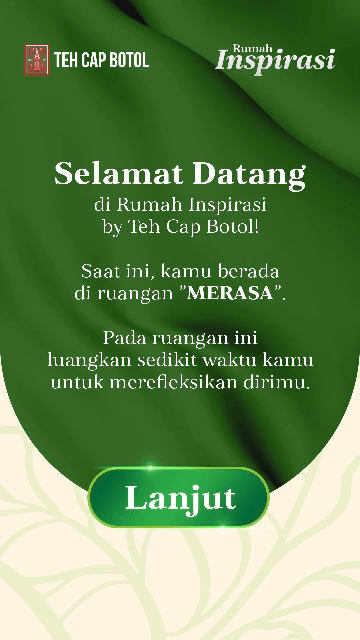 TEH CAP BOTOL
Rumah
Inspirasi
Selamat Datang
di Rumah Inspirasi
by Teh Cap Botol!
Saat ini, kamu berada
di ruangan "MERASA".
Pada ruangan ini
luangkan sedikit waktu kamu
untuk merefleksikan dirimu.
Lanjut